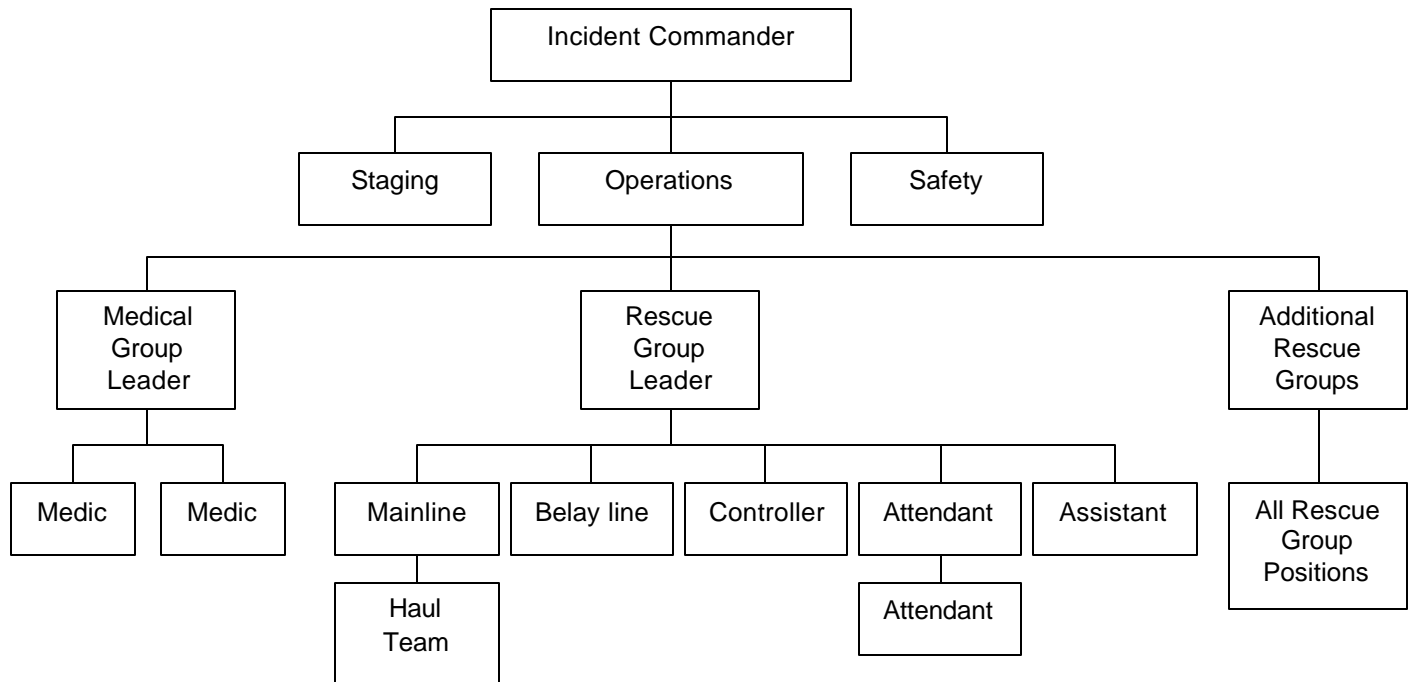 Incident Commander
Staging
Operations
Safety
Medical
Group
Leader
Rescue
Group
Leader
Additional
Rescue
Groups
Medic
Medic
Mainline
Belay line
Controller
Attendant
Assistant
All Rescue
Group
Positions
Haul
Team
Attendant